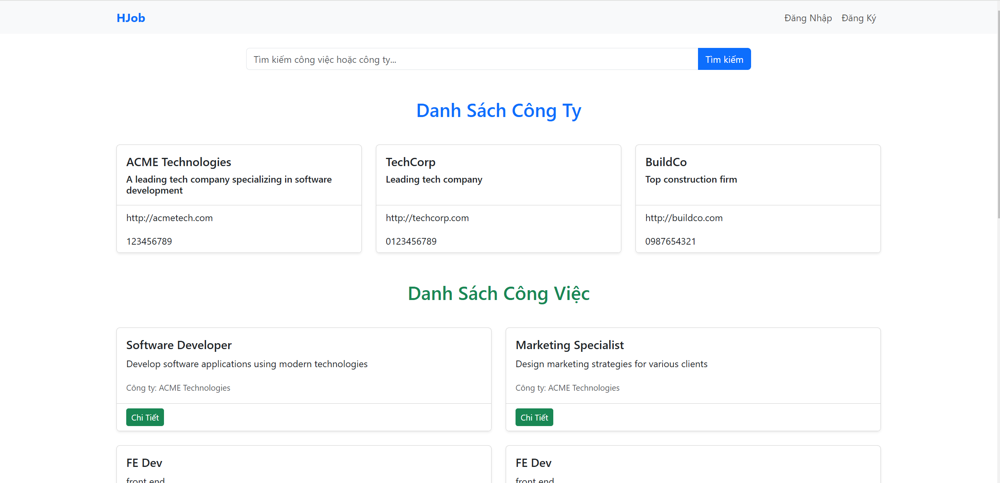 HJob
Đăng Nhập Đăng Ký
Tìm kiếm công việc hoặc công ty...
Tìm kiếm
Danh Sách Công Ty
ACME Technologies
A leading tech company specializing in software
development
http://acmetech.com
123456789
TechCorp
Leading tech company
http://techcorp.com
0123456789
BuildCo
Top construction firm
http://buildco.com
0987654321
Danh Sách Công Việc
Software Developer
Develop software applications using modern technologies
Công ty: ACME Technologies
Chi Tiết
Marketing Specialist
Design marketing strategies for various clients
Công ty: ACME Technologies
Chi Tiết
FE Dev
front end
FE Dev
front end